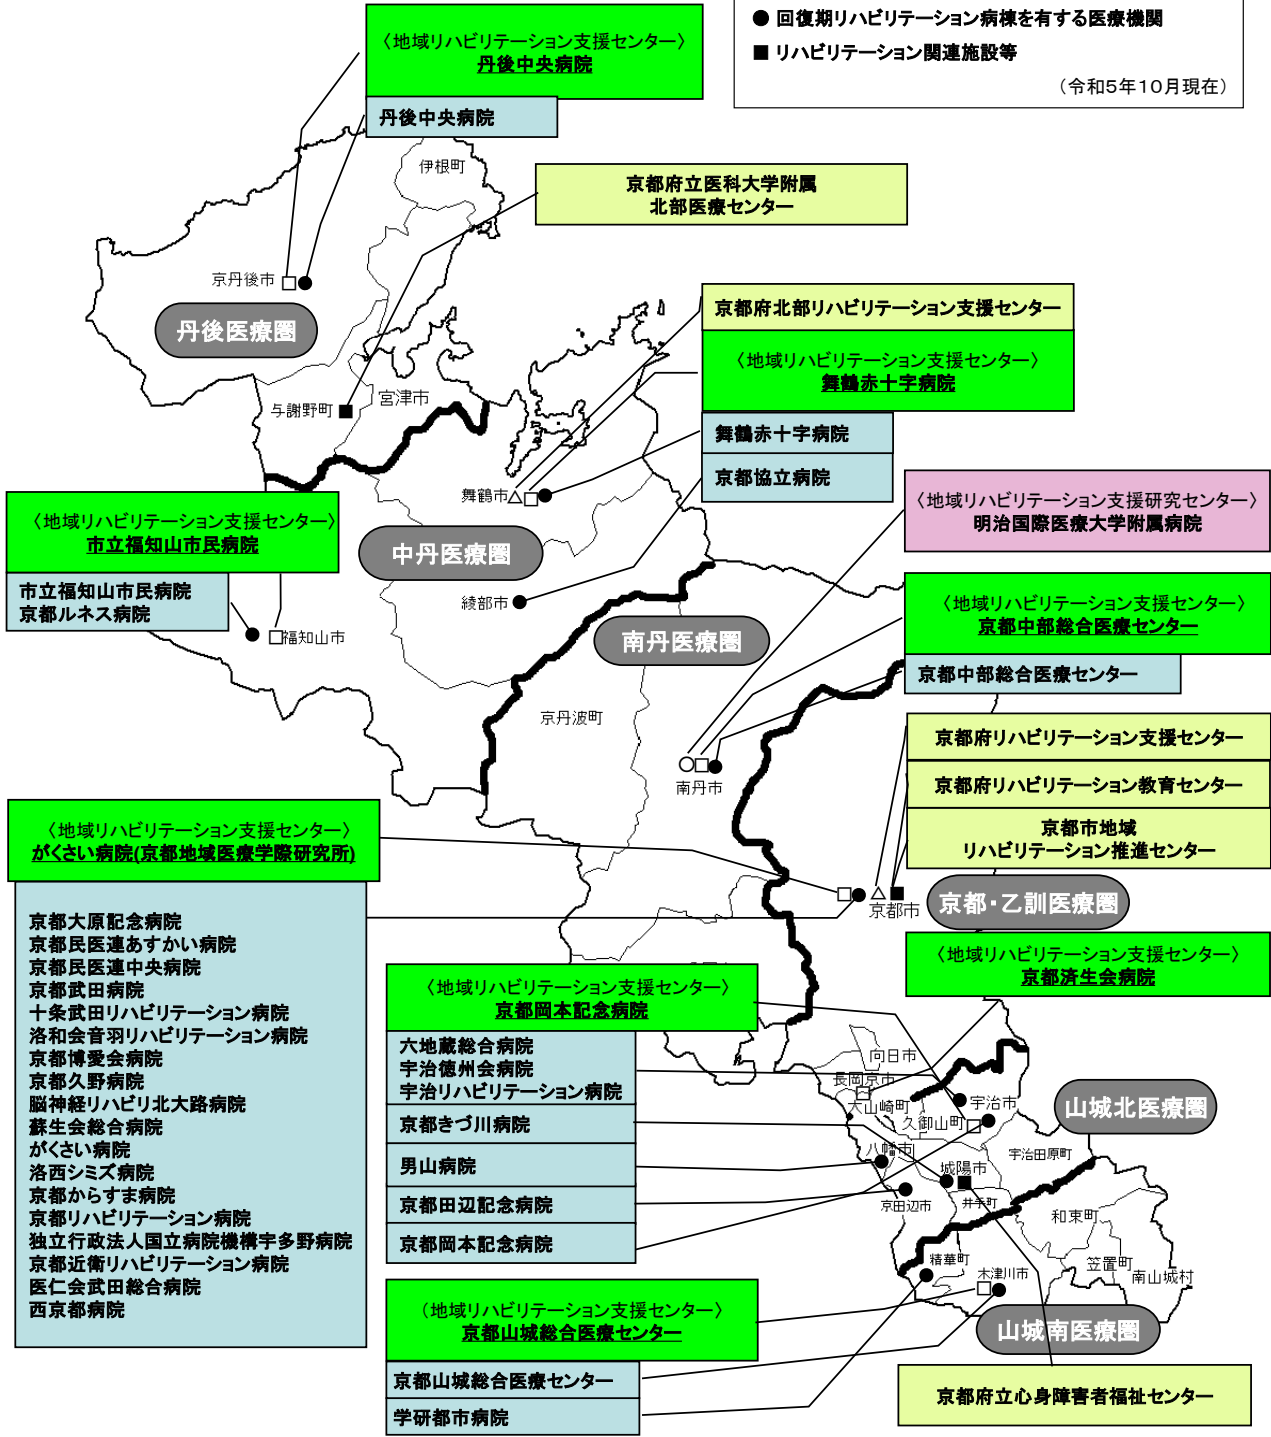 ● 回復期リハビリテーション病棟を有する医療機関
■ リハビリテーション関連施設等
（令和5年10月現在）
〈地域リハビリテーション支援センター〉
丹後中央病院
丹後中央病院
伊根町
京都府立医科大学附属
北部医療センター
京丹後市
丹後医療圏
京都府北部リハビリテーション支援センター
〈地域リハビリテーション支援センター〉
舞鶴赤十字病院
与謝野町
宮津市
舞鶴赤十字病院
京都協立病院
舞鶴市
〈地域リハビリテーション支援研究センター〉
明治国際医療大学附属病院
〈地域リハビリテーション支援センター〉
市立福知山市民病院
中丹医療圏
市立福知山市民病院
京都ルネス病院
綾部市
福知山市
〈地域リハビリテーション支援センター〉
京都中部総合医療センター
南丹医療圏
京都中部総合医療センター
京丹波町
京都府リハビリテーション支援センター
南丹市
京都府リハビリテーション教育センター
京都市地域
リハビリテーション推進センター
〈地域リハビリテーション支援センター〉
がくさい病院(京都地域医療学際研究所)
京都市
京都・乙訓医療圏
京都大原記念病院
京都民医連あすかい病院
京都民医連中央病院
京都武田病院
十条武田リハビリテーション病院
洛和会音羽リハビリテーション病院
京都博愛会病院
京都久野病院
脳神経リハビリ北大路病院
蘇生会総合病院
がくさい病院
洛西シミズ病院
京都からすま病院
京都リハビリテーション病院
独立行政法人国立病院機構宇多野病院
京都近衛リハビリテーション病院
医仁会武田総合病院
西京都病院
〈地域リハビリテーション支援センター〉
京都済生会病院
〈地域リハビリテーション支援センター〉
京都岡本記念病院
六地蔵総合病院
宇治徳州会病院
宇治リハビリテーション病院
京都きづ川病院
男山病院
京都田辺記念病院
京都岡本記念病院
向日市
長岡京市
大山崎町
宇治市
久御山町
山城北医療圏
八幡市
城陽市
宇治田原町
京田辺市
井手町
和束町
精華町
木津川市
笠置町
南山城村
山城南医療圏
（地域リハビリテーション支援センター〉
京都山城総合医療センター
京都山城総合医療センター
学研都市病院
京都府立心身障害者福祉センター